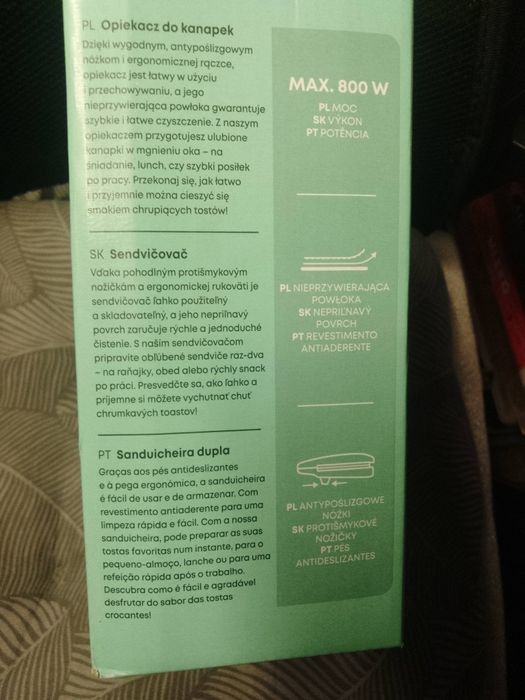 PL Opiekacz do kanapek
Dzięki wygodnym, antypoślizgowym
nóżkom i ergonomicznej rączce,
opiekacz jest łatwy w użyciu
i przechowywaniu, a jego
nieprzywierająca powłoka gwarantuje
szybkie i łatwe czyszczenie. Z naszym
opiekaczem przygotujesz ulubione
kanapki w mgnieniu oka – na
śniadanie, lunch, czy szybki posiłek
po pracy. Przekonaj się, jak łatwo
i przyjemnie można cieszyć się
smakiem chrupiących tostów!
SK Sendvičovač
Vďaka pohodlným protišmykovým
nožičkám a ergonomickej rukoväti je
sendvičovač ľahko použiteľný
a skladovateľný, a jeho nepriľnavý
povrch zaručuje rýchle a jednoduché
čistenie. S našim sendvičovačom
pripravite obľúbené sendviče raz-dva
– na raňajky, obed alebo rýchly snack
po práci. Presvedčte sa, ako ľahko a
príjemne si môžete vychutnať chuť
chrumkavých toastov!
PT Sanduicheira dupla
Graças aos pés antideslizantes
e à pega ergonómica, a sanduicheira
é fácil de usar e de armazenar. Com
revestimento antiaderente para uma
limpeza rápida e fácil. Com a nossa
sanduicheira, pode preparar as suas
tostas favoritas num instante, para o
pequeno-almoço, lanche ou para uma
refeição rápida após o trabalho.
Descubra como é fácil e agradável
desfrutar do sabor das tostas
crocantes!
MAX. 800 W
PL MOC
SK VÝKON
PT POTÊNCIA
PL NIEPRZYWIERAJĄCA
POWŁOKA
SK NEPRIĽNAVÝ
POVRCH
PT REVESTIMENTO
ANTIADERENTE
PL ANTYPOŚLIZGOWE
NÓŻKI
SK PROTIŠMYKOVÉ
NOŽIČKY
PT PÉS
ANTIDESLIZANTES